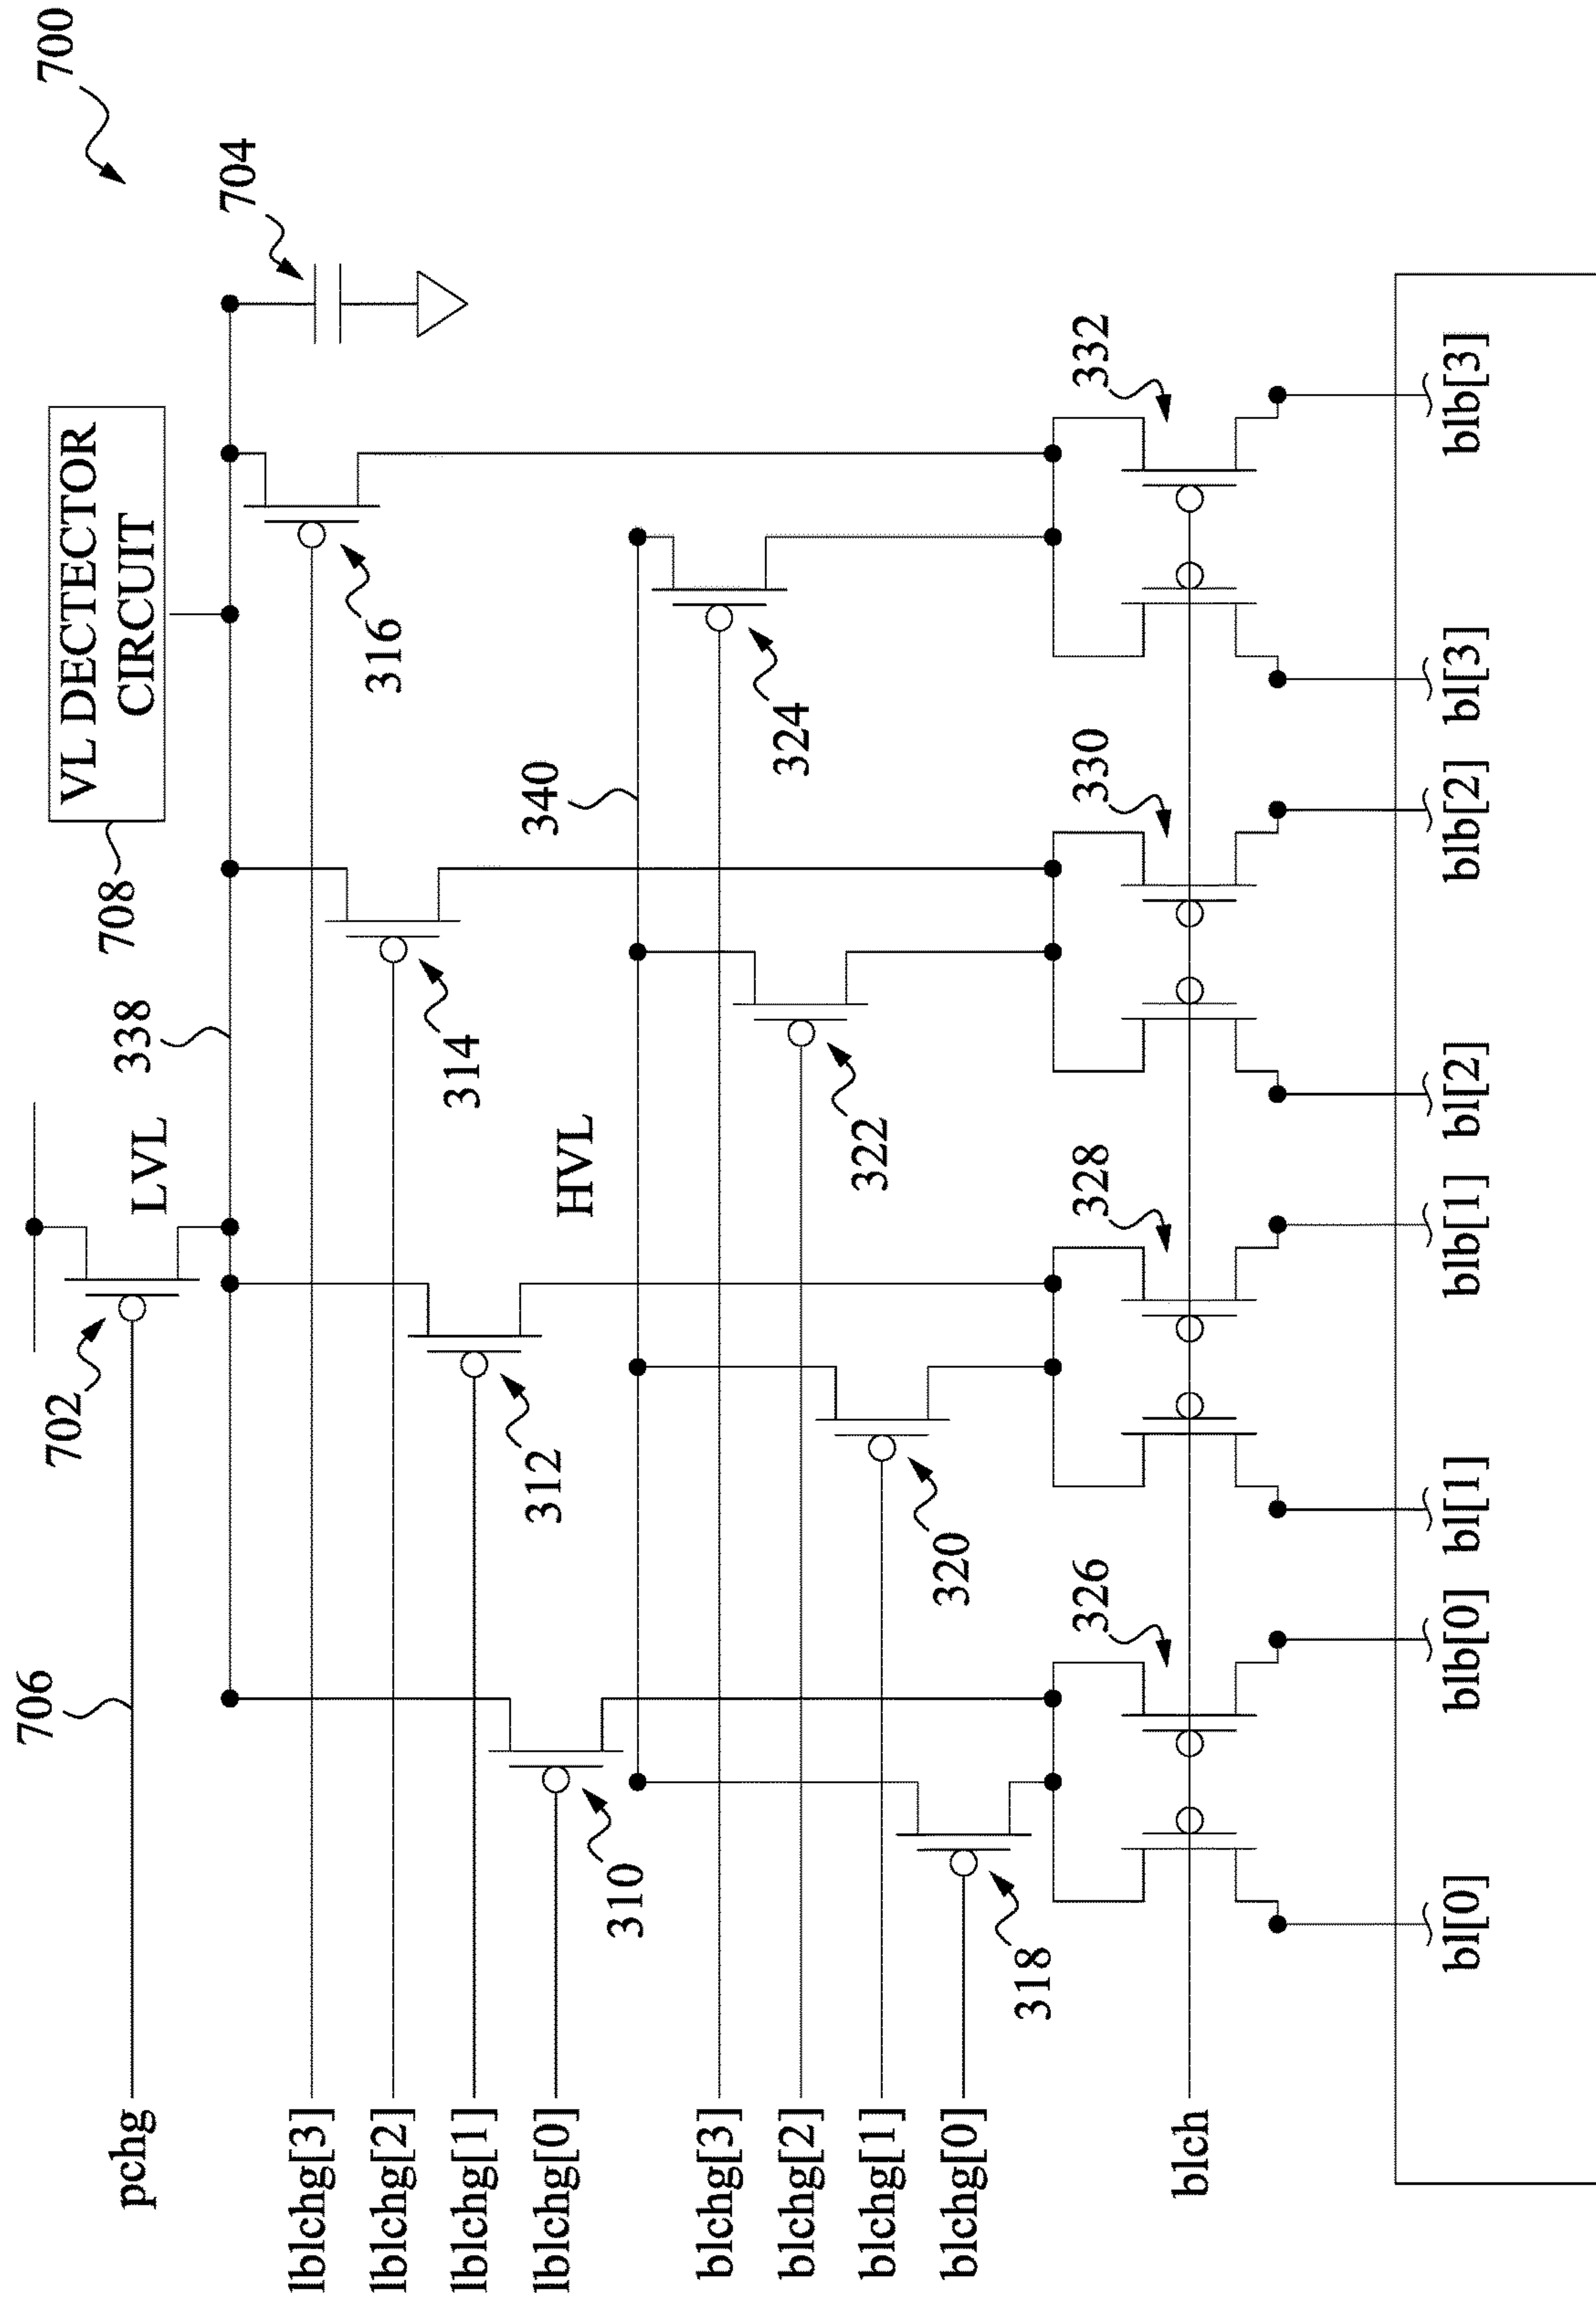 700
VL DECTECTOR
CIRCUIT
708
704
338
LVL
702
706
pchg
316
lblchg[3]
314
lblchg[2]
312
lblchg[1]
310
lblchg[0]
340
HVL
324
blchg[3]
322
blchg[2]
320
blchg[1]
318
blchg[0]
326
328
330
332
blch
bl[0]
blb[0]
bl[1]
blb[1]
bl[2]
blb[2]
bl[3]
blb[3]